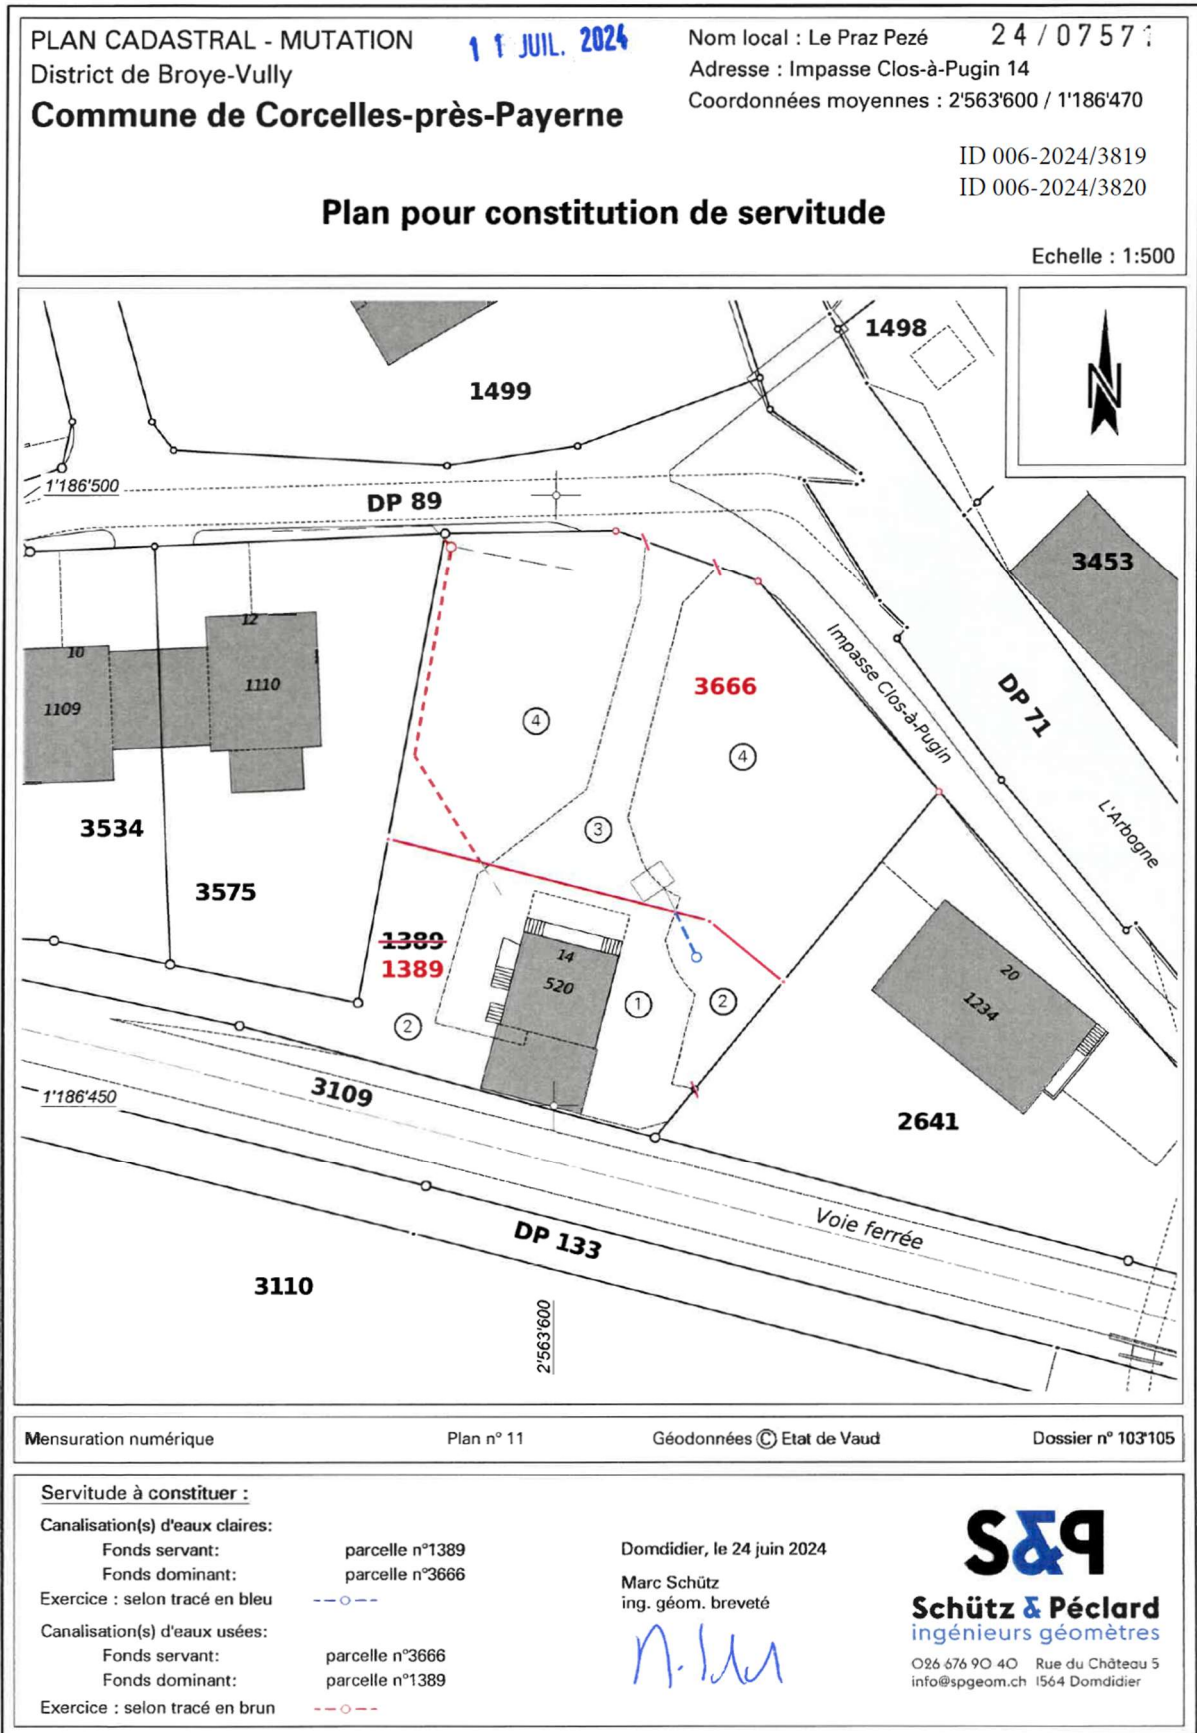 PLAN CADASTRAL - MUTATION
11 JUIL. 2024
District de Broye-Vully
Commune de Corcelles-près-Payerne
Nom local : Le Praz Pezé
24/07571
Adresse : Impasse Clos-à-Pugin 14
Coordonnées moyennes : 2'563'600 / 1'186'470
ID 006-2024/3819
ID 006-2024/3820
Plan pour constitution de servitude
Echelle : 1:500
N
1498
1499
1'186'500
DP 89
3453
12
10
1110
1109
3666
Impasse Clos-à-Pugin
DP 71
4
4
L'Arbogne
3534
3
3575
1389
1389
14
520
1
2
2
20
1234
1'186'450
3109
2641
Voie ferrée
DP 133
3110
2'563'600
Mensuration numérique
Plan n° 11
Géodonnées © Etat de Vaud
Dossier n° 103'105
Servitude à constituer :
Canalisation(s) d'eaux claires:
Fonds servant: parcelle n°1389
Fonds dominant: parcelle n°3666
Exercice : selon tracé en bleu
Canalisation(s) d'eaux usées:
Fonds servant: parcelle n°3666
Fonds dominant: parcelle n°1389
Exercice : selon tracé en brun
Domdidier, le 24 juin 2024
Marc Schütz
ing. géom. breveté
S&P
Schütz & Péclard
ingénieurs géomètres
026 676 90 40 Rue du Château 5
info@spgeom.ch 1564 Domdidier